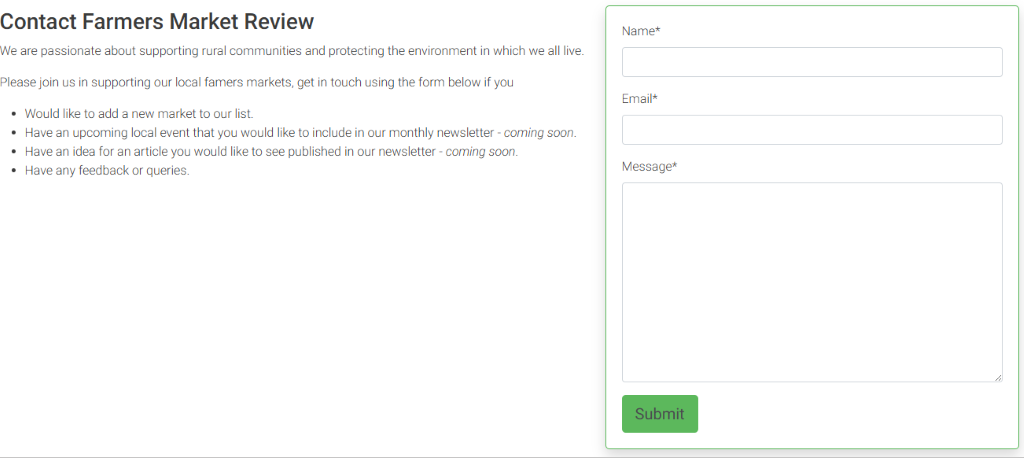 Contact Farmers Market Review
We are passionate about supporting rural communities and protecting the environment in which we all live.
Please join us in supporting our local famers markets, get in touch using the form below if you
• Would like to add a new market to our list.
• Have an upcoming local event that you would like to include in our monthly newsletter - coming soon.
• Have an idea for an article you would like to see published in our newsletter - coming soon.
• Have any feedback or queries.
Name*
Email*
Message*
Submit